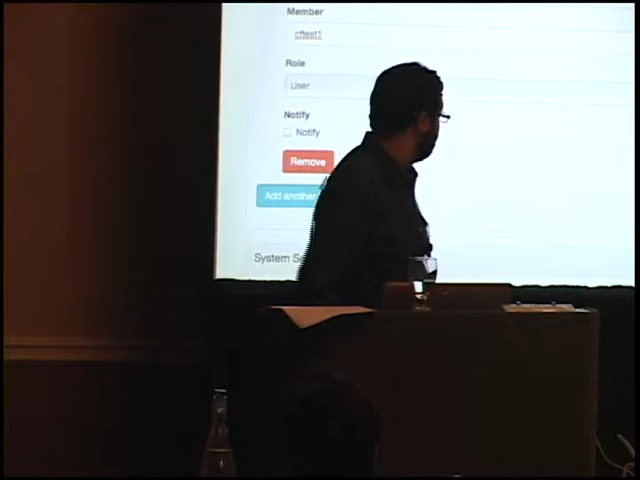 Member
cftest1
Role
User
Notify
Notify
Remove
Add another
System Se